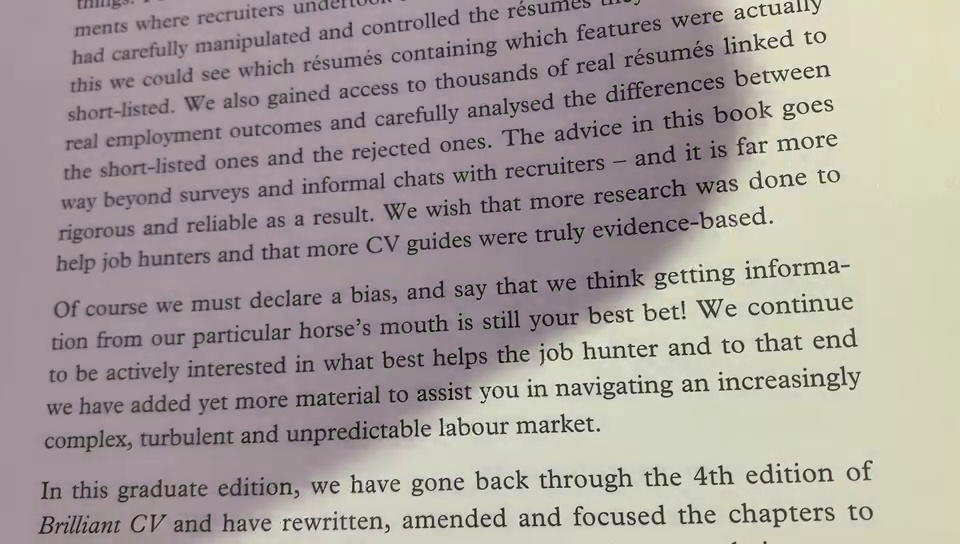 things.
ments where recruiters undertook
had carefully manipulated and controlled the résumés
this we could see which résumés containing which features were actually
short-listed. We also gained access to thousands of real résumés linked to
real employment outcomes and carefully analysed the differences between
the short-listed ones and the rejected ones. The advice in this book goes
way beyond surveys and informal chats with recruiters – and it is far more
rigorous and reliable as a result. We wish that more research was done to
help job hunters and that more CV guides were truly evidence-based.
Of course we must declare a bias, and say that we think getting informa-
tion from our particular horse's mouth is still your best bet! We continue
to be actively interested in what best helps the job hunter and to that end
we have added yet more material to assist you in navigating an increasingly
complex, turbulent and unpredictable labour market.
In this graduate edition, we have gone back through the 4th edition of
Brilliant CV and have rewritten, amended and focused the chapters to